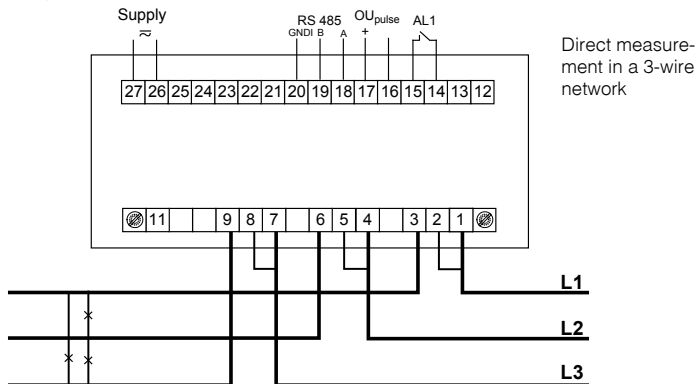 Supply
RS 485
OUpulse
AL1
GNDI B A +
Direct measure-
ment in a 3-wire
network
27 26 25 24 23 22 21 20 19 18 17 16 15 14 13 12
11 9 8 7 6 5 4 3 2 1
L1
L2
L3